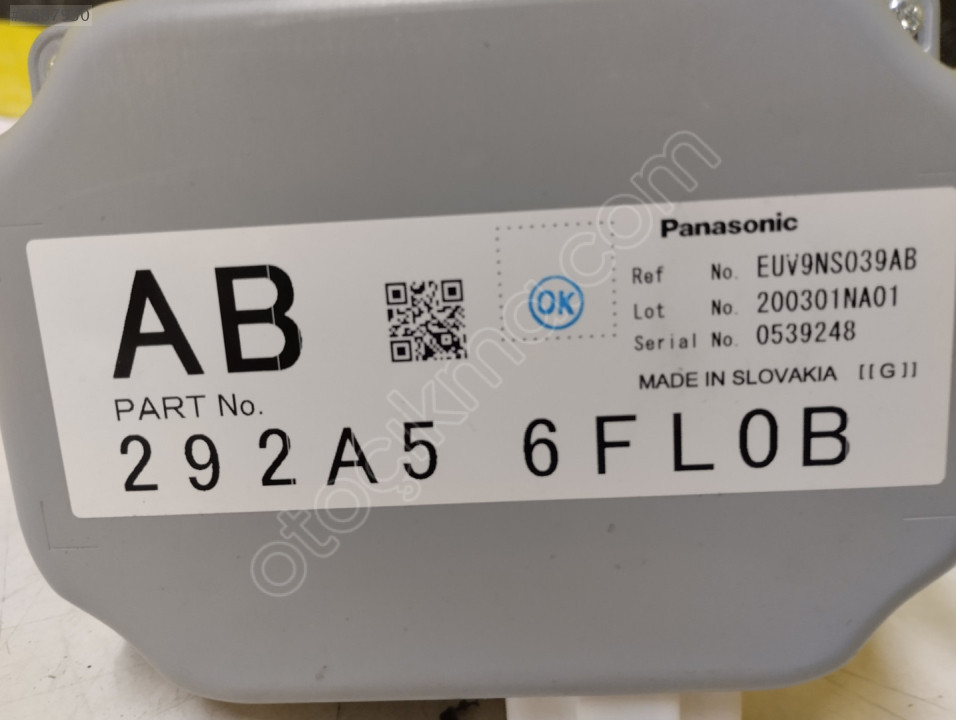 AB
PART No.
292A5 6FL0B
OK
Panasonic
Ref No. EUV9NS039AB
Lot No. 200301NA01
Serial No. 0539248
MADE IN SLOVAKIA [[G]]
otocikma.com